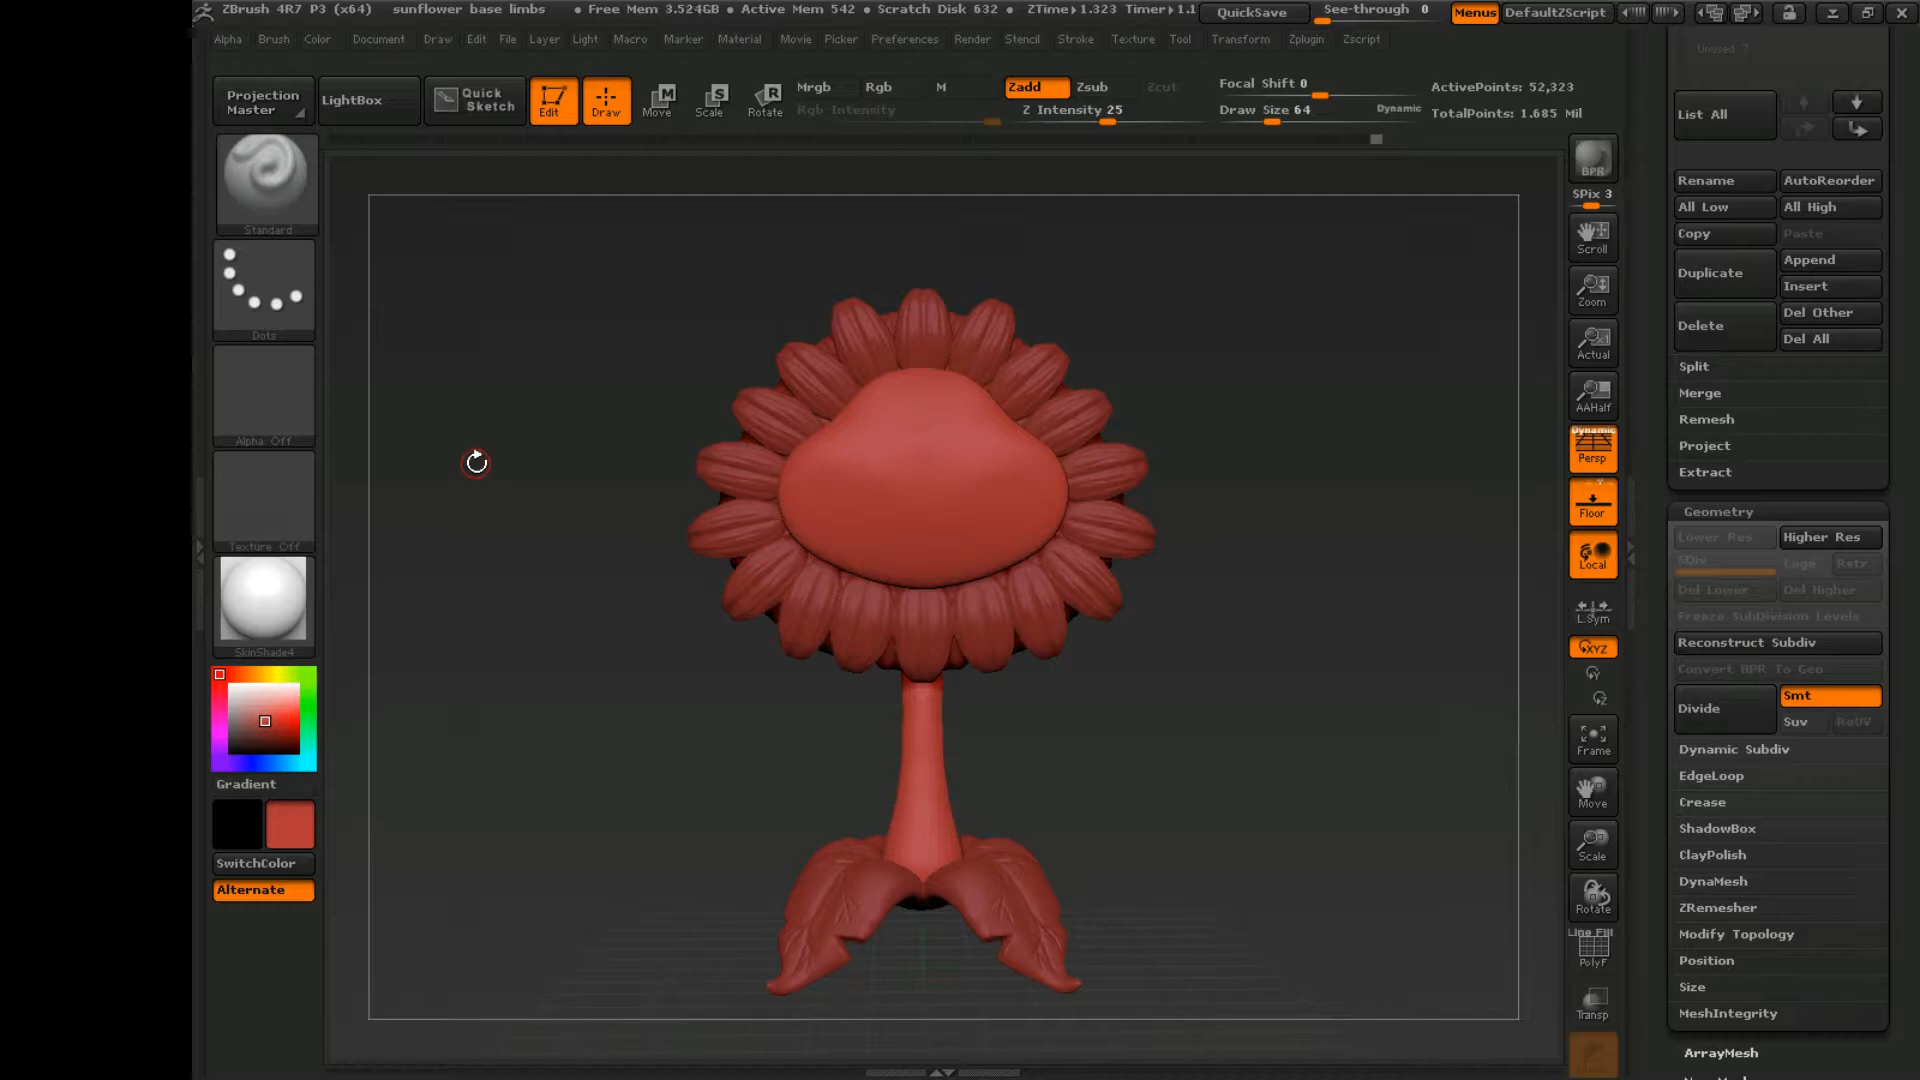 ZBrush 4R7 P3 (x64) sunflower base limbs • Free Mem 3.524GB • Active Mem 542 • Scratch Disk 632 • ZTime▸1.323 Timer▸1.1 QuickSave See-through 0 Menus DefaultZScript
Alpha Brush Color Document Draw Edit File Layer Light Macro Marker Material Movie Picker Preferences Render Stencil Stroke Texture Tool Transform Zplugin Zscript
Unused 7
Projection Master
LightBox
Quick Sketch
Edit
Draw
Move
Scale
Rotate
Mrgb Rgb M
Rgb Intensity
Zadd Zsub Zcut
Z Intensity 25
Focal Shift 0
Draw Size 64 Dynamic
ActivePoints: 52,323
TotalPoints: 1.685 Mil
Standard
Dots
Alpha Off
Texture Off
SkinShade4
Gradient
SwitchColor
Alternate
BPR
SPix 3
Scroll
Zoom
Actual
AAHalf
Dynamic
Persp
Floor
Local
L.Sym
XYZ
Y
Z
Frame
Move
Scale
Rotate
Line Fill
PolyF
Transp
List All
Rename AutoReorder
All Low All High
Copy Paste
Duplicate Append
Insert
Delete Del Other
Del All
Split
Merge
Remesh
Project
Extract
Geometry
Lower Res Higher Res
SDiv Cage Rstr
Del Lower Del Higher
Freeze SubDivision Levels
Reconstruct Subdiv
Convert BPR To Geo
Divide Smt
Suv ReUV
Dynamic Subdiv
EdgeLoop
Crease
ShadowBox
ClayPolish
DynaMesh
ZRemesher
Modify Topology
Position
Size
MeshIntegrity
ArrayMesh